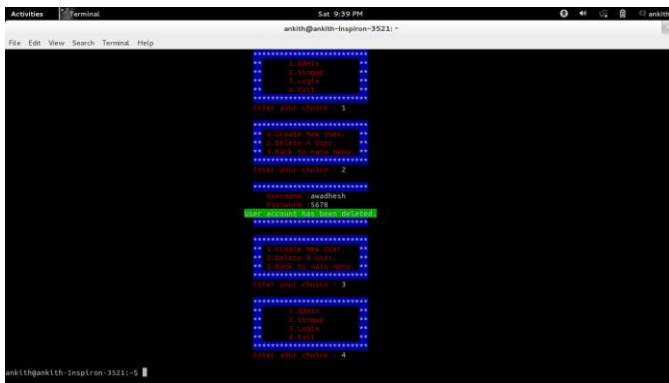 Activities Terminal Sat 9:39 PM ankith
ankith@ankith-Inspiron-3521: ~
File Edit View Search Terminal Help
****************************
** 1.Admin **
** 2.Singup **
** 3.Login **
** 4.Exit **
****************************
Enter your choice : 1
****************************
** 1.Create New User. **
** 2.Delete A User. **
** 3.Back to main menu. **
****************************
Enter your choice : 2
****************************
Username :awadhesh
Password :5678
User account has been deleted.
****************************
****************************
** 1.Create New User. **
** 2.Delete A User. **
** 3.Back to main menu. **
****************************
Enter your choice : 3
****************************
** 1.Admin **
** 2.Singup **
** 3.Login **
** 4.Exit **
****************************
Enter your choice : 4
ankith@ankith-Inspiron-3521:~$